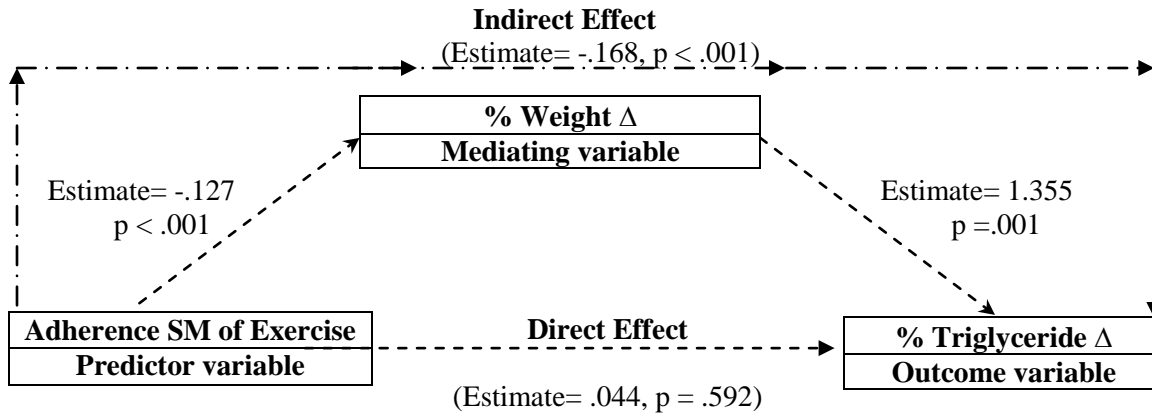 Indirect Effect
(Estimate= -.168, p < .001)
% Weight Δ
Mediating variable
Estimate= -.127
p < .001
Estimate= 1.355
p =.001
Adherence SM of Exercise
Predictor variable
Direct Effect
(Estimate= .044, p = .592)
% Triglyceride Δ
Outcome variable